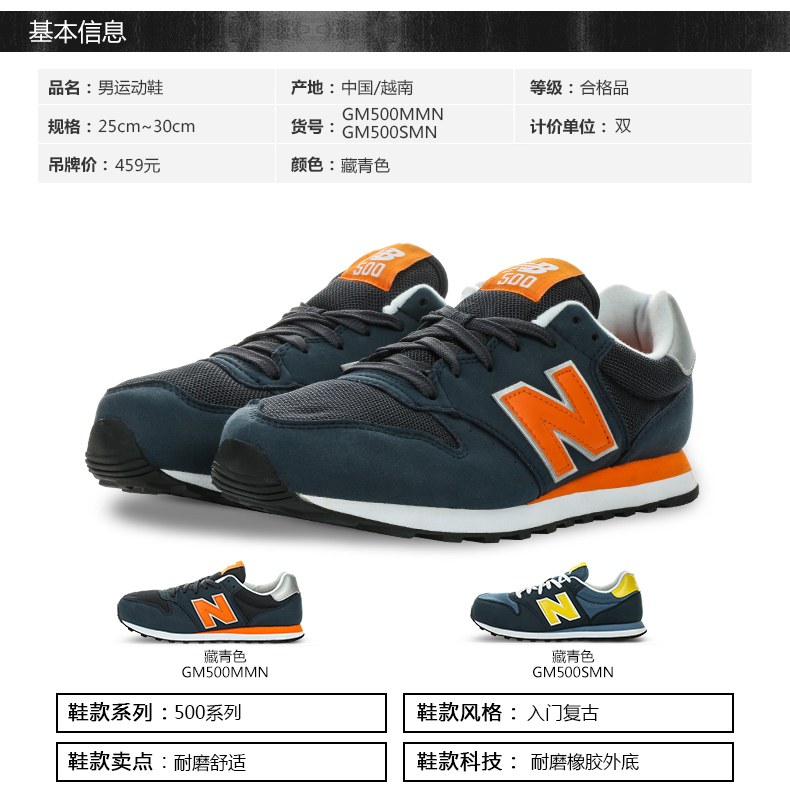 基本信息
品名：男运动鞋 产地：中国/越南 等级：合格品
规格：25cm~30cm 货号：GM500MMN GM500SMN 计价单位：双
吊牌价：459元 颜色：藏青色
NB
500
NB
500
N
N
N
藏青色
GM500MMN
藏青色
GM500SMN
鞋款系列：500系列
鞋款风格：入门复古
鞋款卖点：耐磨舒适
鞋款科技：耐磨橡胶外底